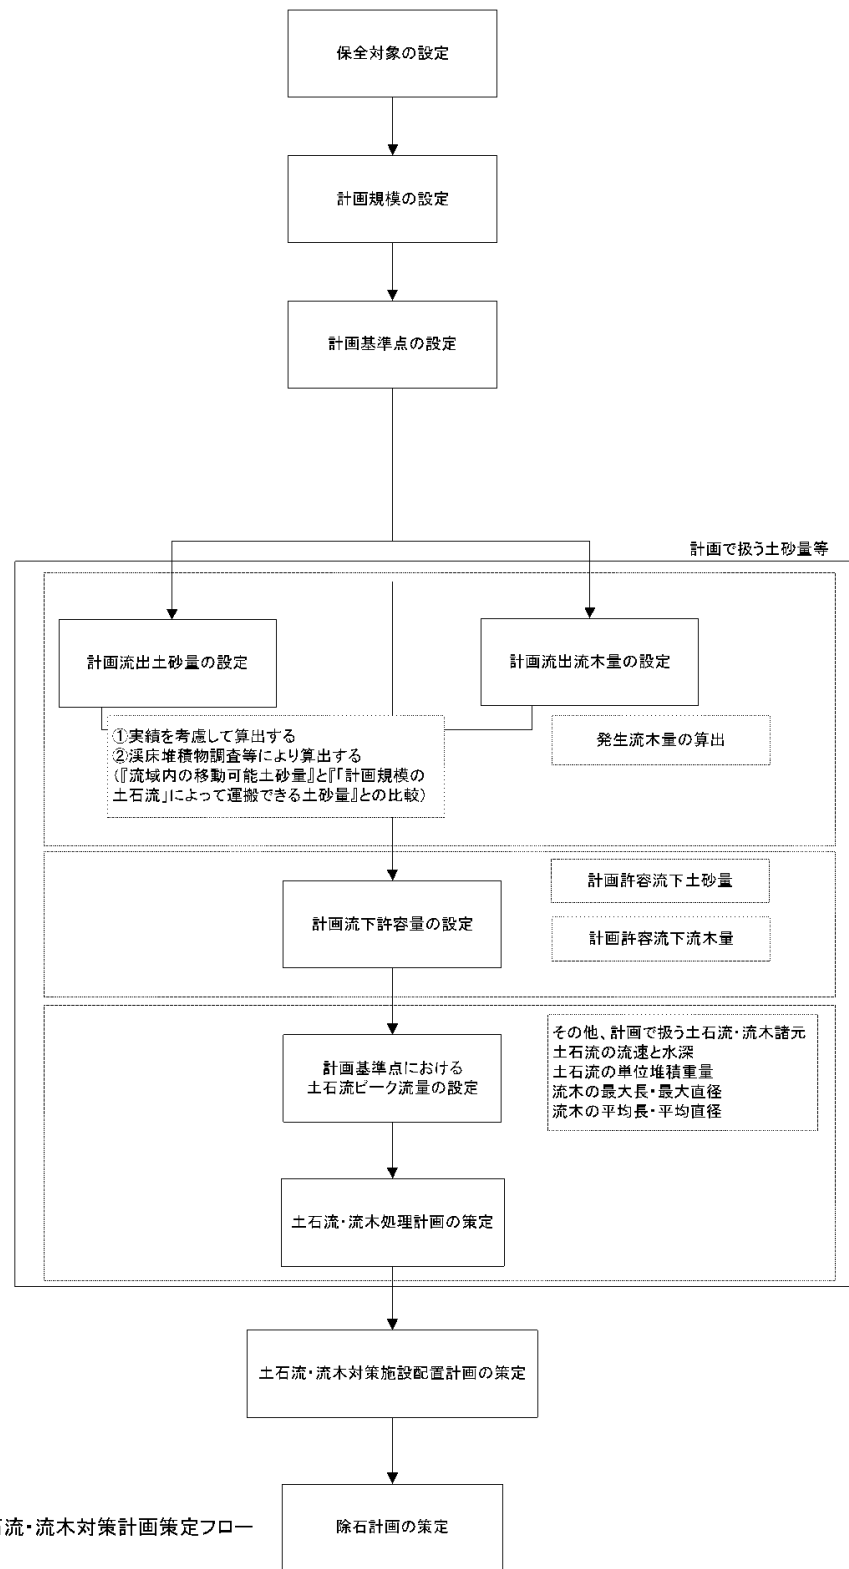 保全対象の設定
計画規模の設定
計画基準点の設定
計画で扱う土砂量等
計画流出土砂量の設定
計画流出流木量の設定
①実績を考慮して算出する
②渓床堆積物調査等により算出する
(『流域内の移動可能土砂量』と『「計画規模の
土石流」によって運搬できる土砂量』との比較)
発生流木量の算出
計画流下許容量の設定
計画許容流下土砂量
計画許容流下流木量
計画基準点における
土石流ピーク流量の設定
その他、計画で扱う土石流・流木諸元
土石流の流速と水深
土石流の単位堆積重量
流木の最大長・最大直径
流木の平均長・平均直径
土石流・流木処理計画の策定
土石流・流木対策施設配置計画の策定
除石計画の策定
石流・流木対策計画策定フロー